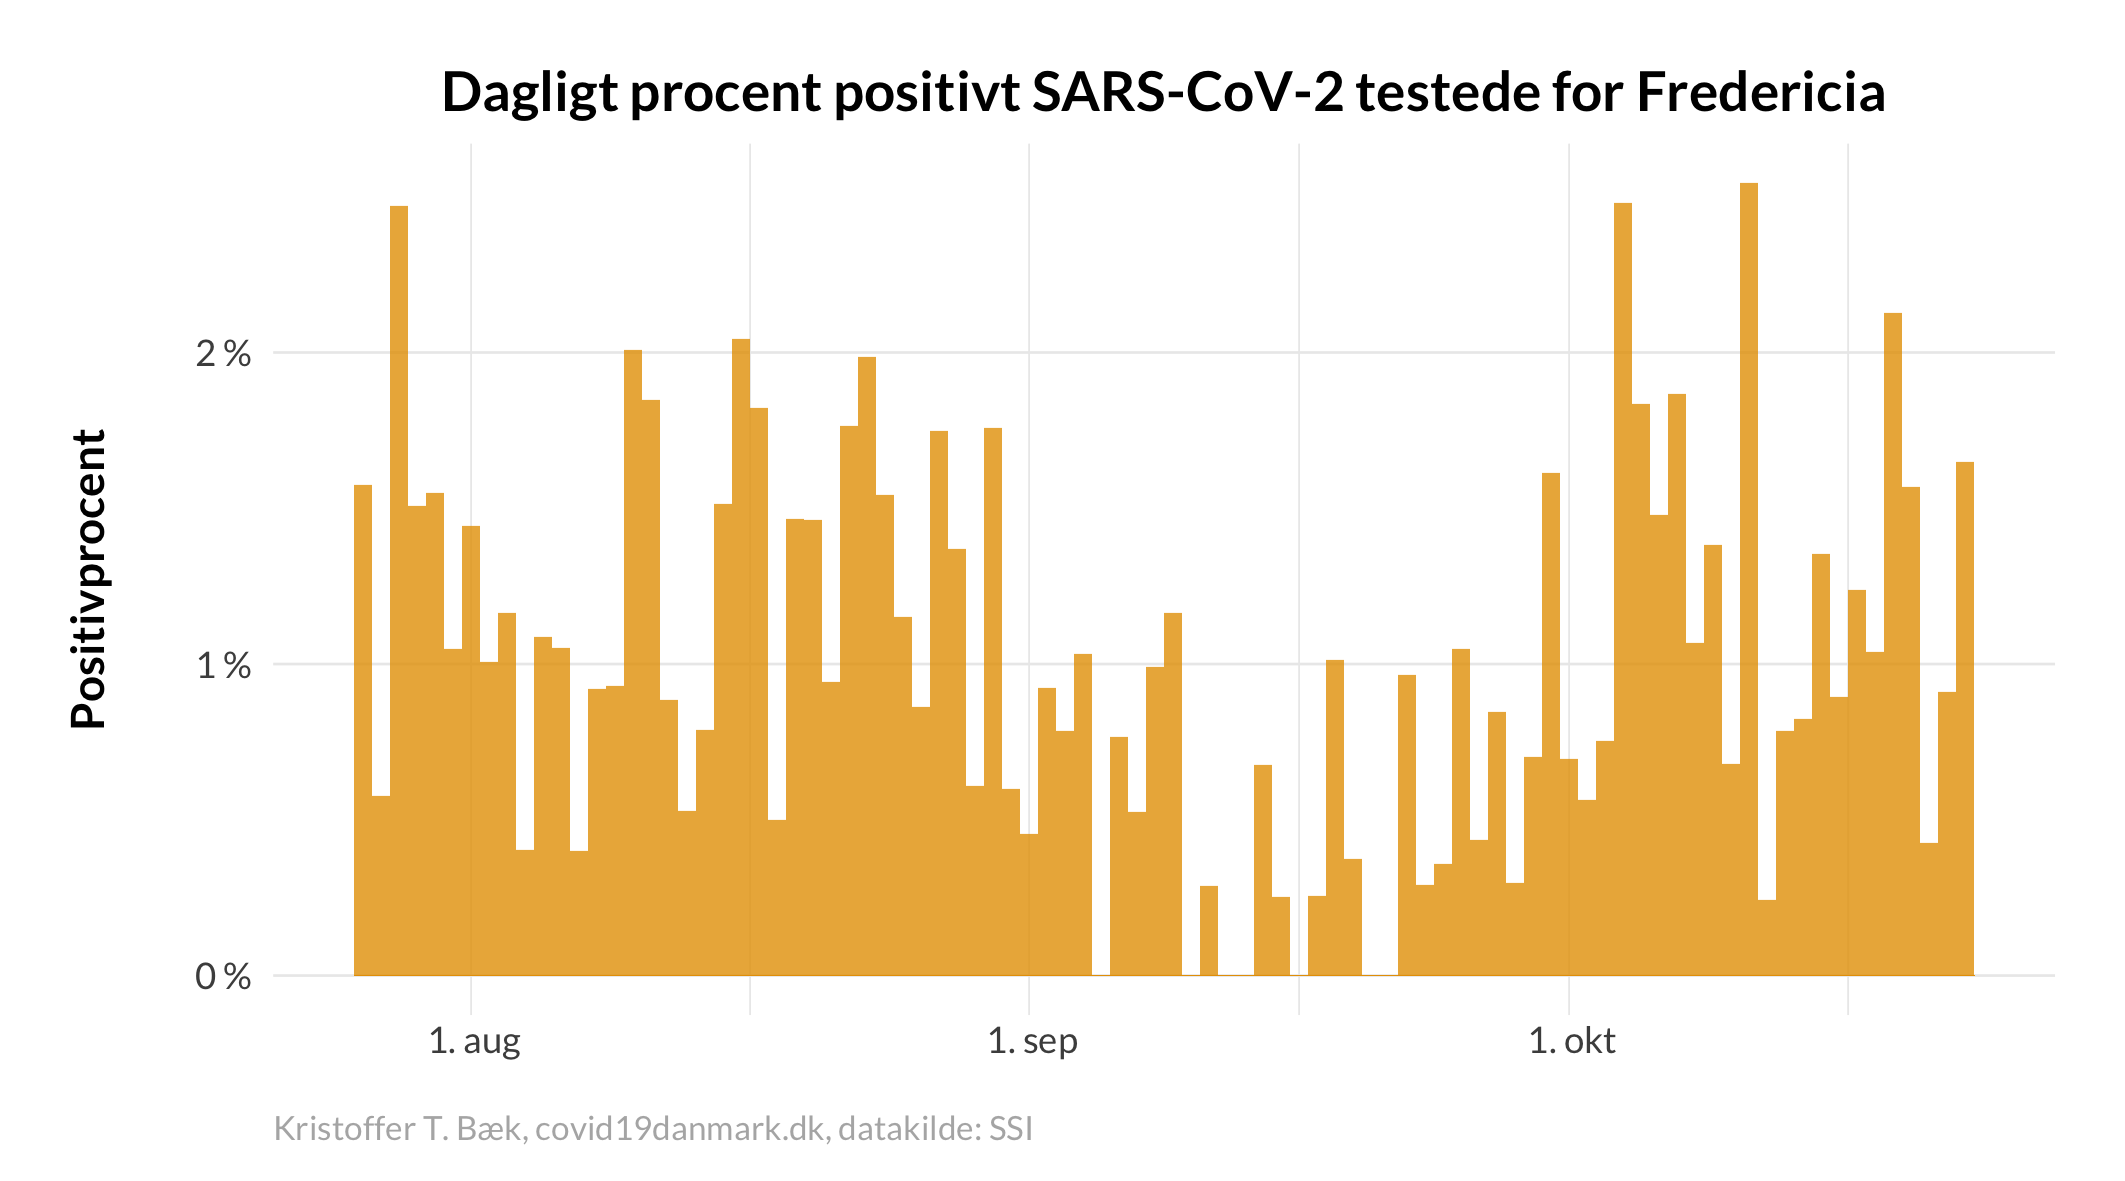 Dagligt procent positivt SARS-CoV-2 testede for Fredericia
Positivprocent
2 %
1 %
0 %
1. aug
1. sep
1. okt
Kristoffer T. Bæk, covid19danmark.dk, datakilde: SSI